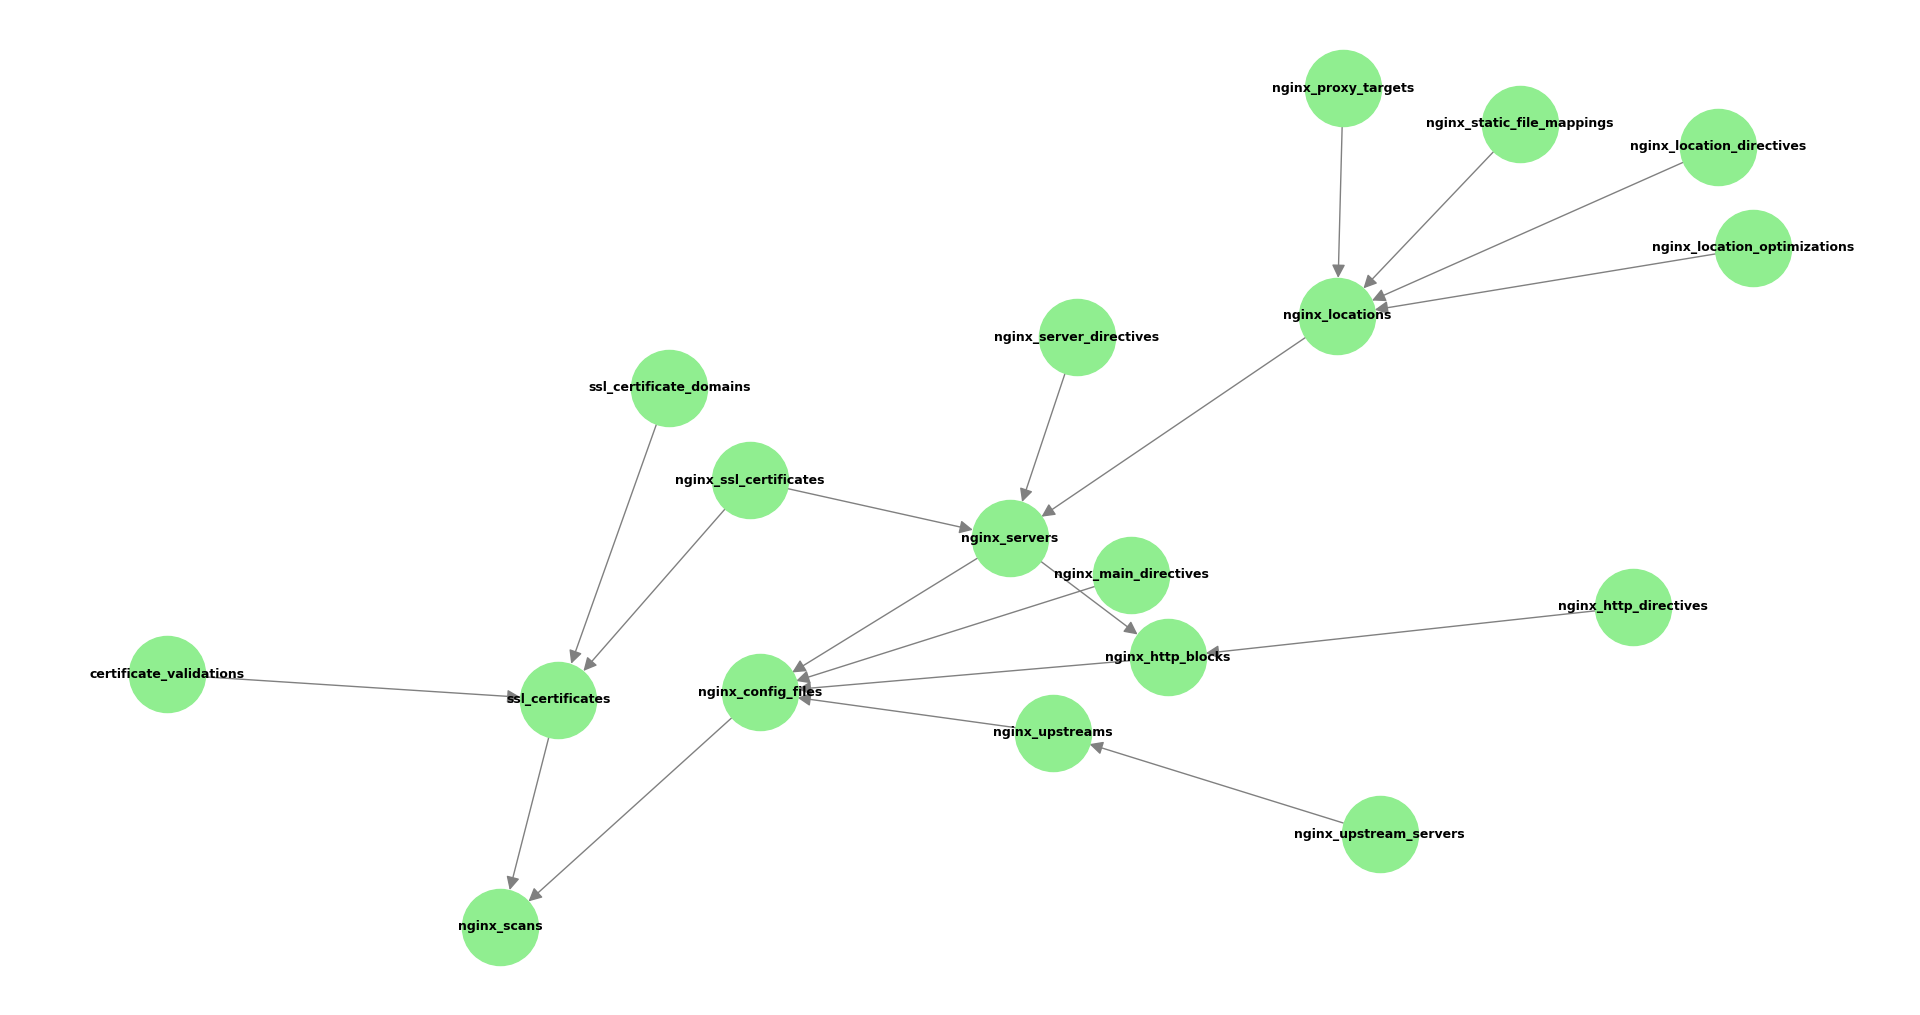 nginx_proxy_targets
nginx_static_file_mappings
nginx_location_directives
nginx_location_optimizations
nginx_locations
nginx_server_directives
ssl_certificate_domains
nginx_ssl_certificates
nginx_servers
nginx_main_directives
nginx_http_directives
nginx_http_blocks
certificate_validations
nginx_config_files
ssl_certificates
nginx_upstreams
nginx_upstream_servers
nginx_scans